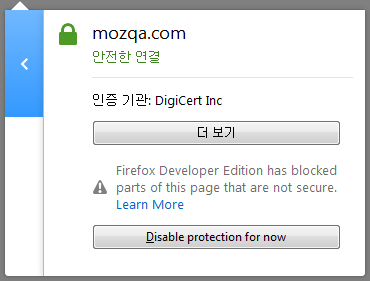 mozqa.com
안전한 연결
인증 기관: DigiCert Inc
더 보기
Firefox Developer Edition has blocked
parts of this page that are not secure.
Learn More
Disable protection for now